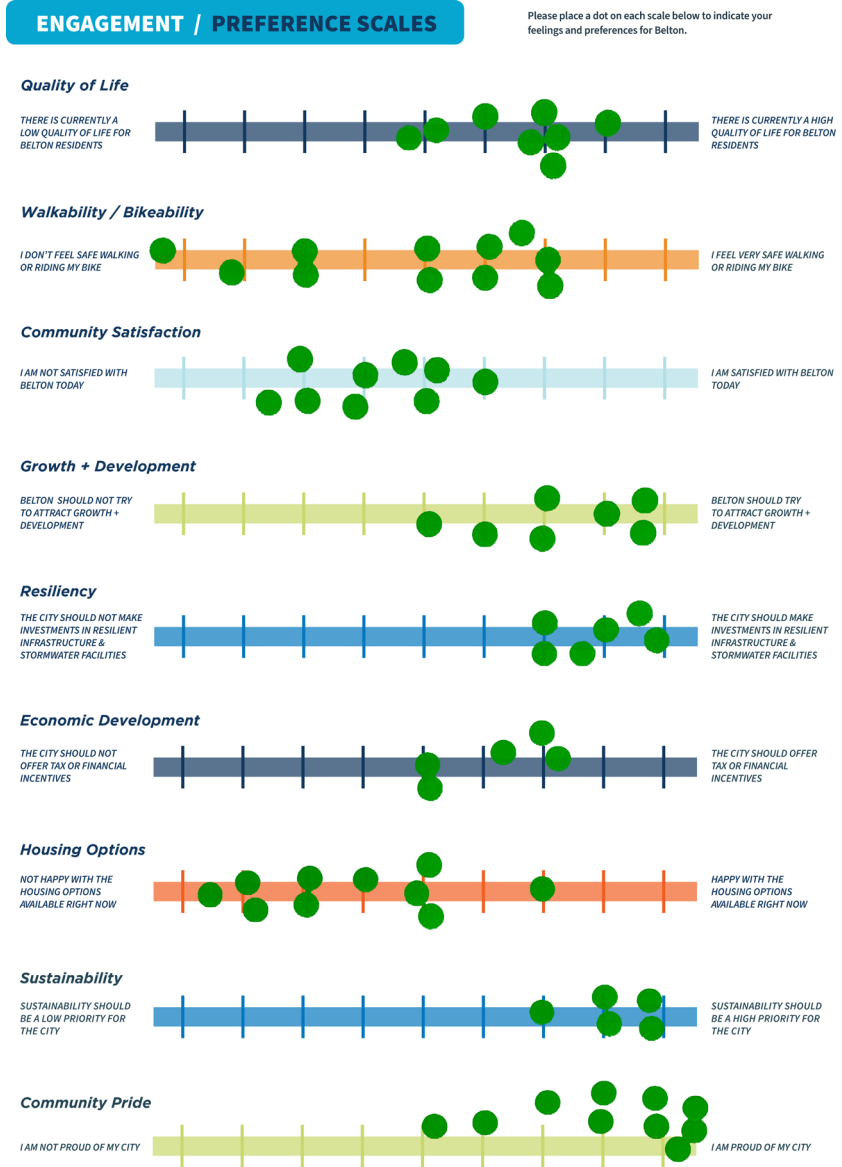 ENGAGEMENT / PREFERENCE SCALES
Please place a dot on each scale below to indicate your
feelings and preferences for Belton.
Quality of Life
THERE IS CURRENTLY A
LOW QUALITY OF LIFE FOR
BELTON RESIDENTS
THERE IS CURRENTLY A HIGH
QUALITY OF LIFE FOR BELTON
RESIDENTS
Walkability / Bikeability
I DON'T FEEL SAFE WALKING
OR RIDING MY BIKE
I FEEL VERY SAFE WALKING
OR RIDING MY BIKE
Community Satisfaction
I AM NOT SATISFIED WITH
BELTON TODAY
I AM SATISFIED WITH BELTON
TODAY
Growth + Development
BELTON SHOULD NOT TRY
TO ATTRACT GROWTH +
DEVELOPMENT
BELTON SHOULD TRY
TO ATTRACT GROWTH +
DEVELOPMENT
Resiliency
THE CITY SHOULD NOT MAKE
INVESTMENTS IN RESILIENT
INFRASTRUCTURE &
STORMWATER FACILITIES
THE CITY SHOULD MAKE
INVESTMENTS IN RESILIENT
INFRASTRUCTURE &
STORMWATER FACILITIES
Economic Development
THE CITY SHOULD NOT
OFFER TAX OR FINANCIAL
INCENTIVES
THE CITY SHOULD OFFER
TAX OR FINANCIAL
INCENTIVES
Housing Options
NOT HAPPY WITH THE
HOUSING OPTIONS
AVAILABLE RIGHT NOW
HAPPY WITH THE
HOUSING OPTIONS
AVAILABLE RIGHT NOW
Sustainability
SUSTAINABILITY SHOULD
BE A LOW PRIORITY FOR
THE CITY
SUSTAINABILITY SHOULD
BE A HIGH PRIORITY FOR
THE CITY
Community Pride
I AM NOT PROUD OF MY CITY
I AM PROUD OF MY CITY